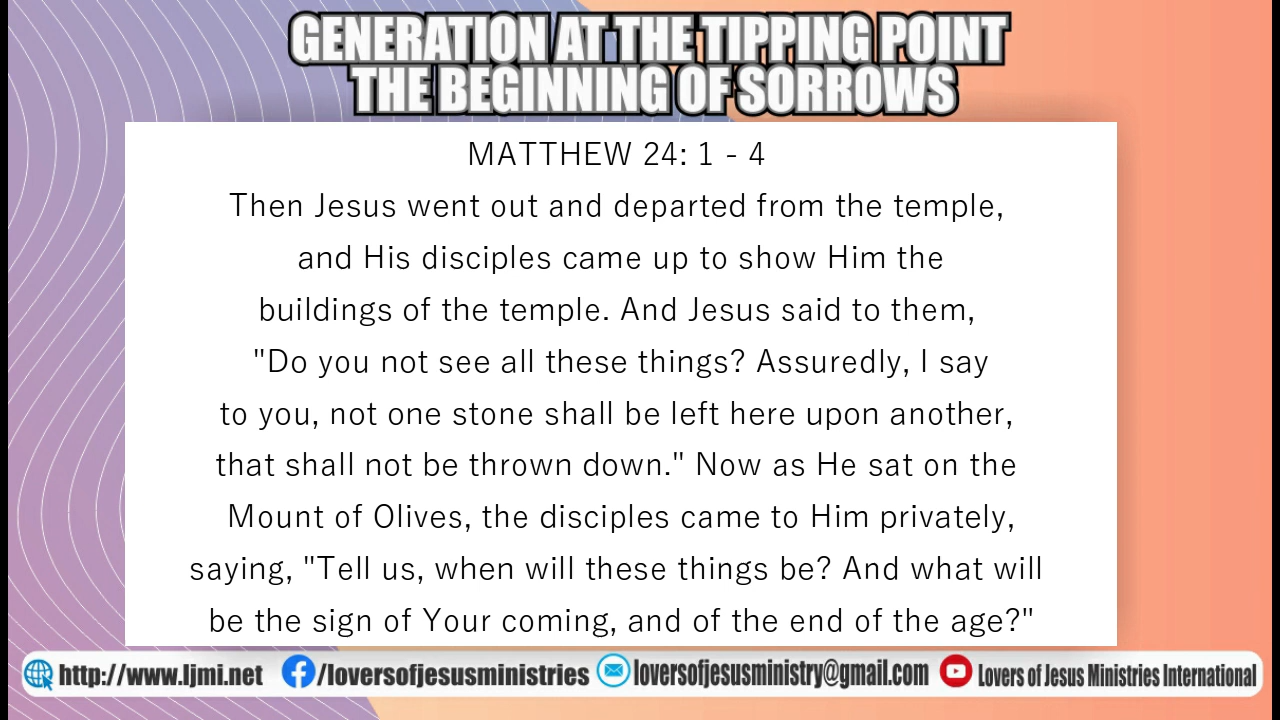 GENERATION AT THE TIPPING POINT
THE BEGINNING OF SORROWS
MATTHEW 24: 1 - 4
Then Jesus went out and departed from the temple,
and His disciples came up to show Him the
buildings of the temple. And Jesus said to them,
"Do you not see all these things? Assuredly, I say
to you, not one stone shall be left here upon another,
that shall not be thrown down." Now as He sat on the
Mount of Olives, the disciples came to Him privately,
saying, "Tell us, when will these things be? And what will
be the sign of Your coming, and of the end of the age?"
http://www.ljmi.net /loversofjesusministries loversofjesusministry@gmail.com Lovers of Jesus Ministries International